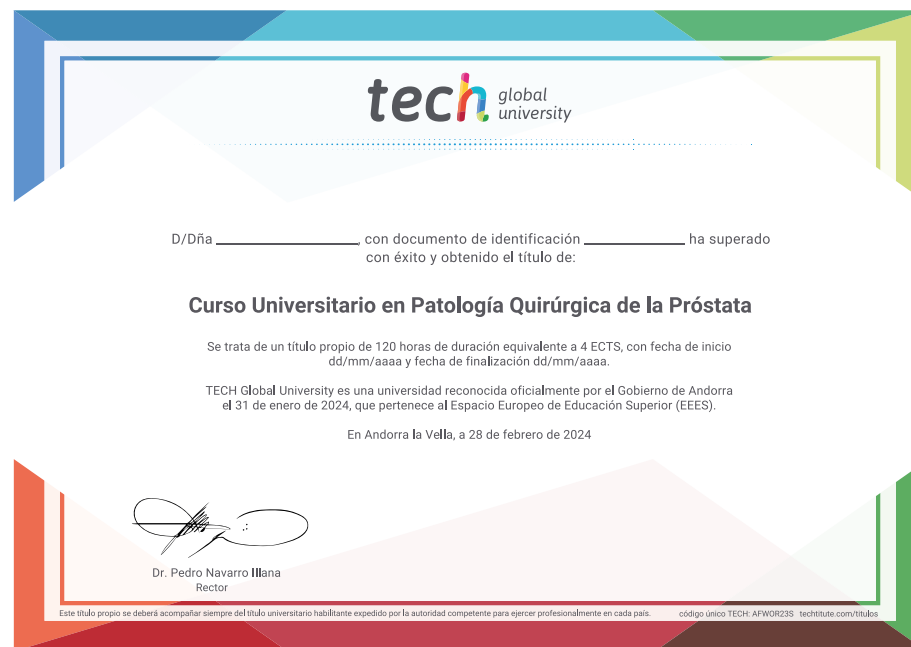 tech global
university
D/Dña ____________________, con documento de identificación ______________ ha superado
con éxito y obtenido el título de:
Curso Universitario en Patología Quirúrgica de la Próstata
Se trata de un título propio de 120 horas de duración equivalente a 4 ECTS, con fecha de inicio
dd/mm/aaaa y fecha de finalización dd/mm/aaaa.
TECH Global University es una universidad reconocida oficialmente por el Gobierno de Andorra
el 31 de enero de 2024, que pertenece al Espacio Europeo de Educación Superior (EEES).
En Andorra la Vella, a 28 de febrero de 2024
Dr. Pedro Navarro Illana
Rector
Este título propio se deberá acompañar siempre del título universitario habilitante expedido por la autoridad competente para ejercer profesionalmente en cada país. código único TECH: AFWOR23S techtitute.com/titulos